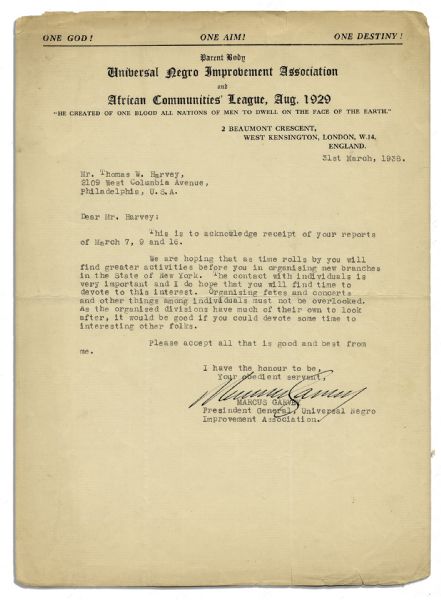 ONE GOD! ONE AIM! ONE DESTINY!
Parent Body
Universal Negro Improvement Association
and
African Communities' League, Aug. 1929
"HE CREATED OF ONE BLOOD ALL NATIONS OF MEN TO DWELL ON THE FACE OF THE EARTH."
2 BEAUMONT CRESCENT,
WEST KENSINGTON, LONDON, W.14,
ENGLAND.
31st March, 1938.
Mr. Thomas W. Harvey,
2109 West Columbia Avenue,
Philadelphia, U.S.A.
Dear Mr. Harvey:
This is to acknowledge receipt of your reports
of March 7, 9 and 16.
We are hoping that as time rolls by you will
find greater activities before you in organising new branches
in the State of New York. The contact with individuals is
very important and I do hope that you will find time to
devote to this interest. Organising fetes and concerts
and other things among individuals must not be overlooked.
As the organised divisions have much of their own to look
after, it would be good if you could devote some time to
interesting other folks.
Please accept all that is good and best from
me.
I have the honour to be,
Your obedient servant,
Marcus Garvey
MARCUS GARVEY
President General, Universal Negro
Improvement Association.